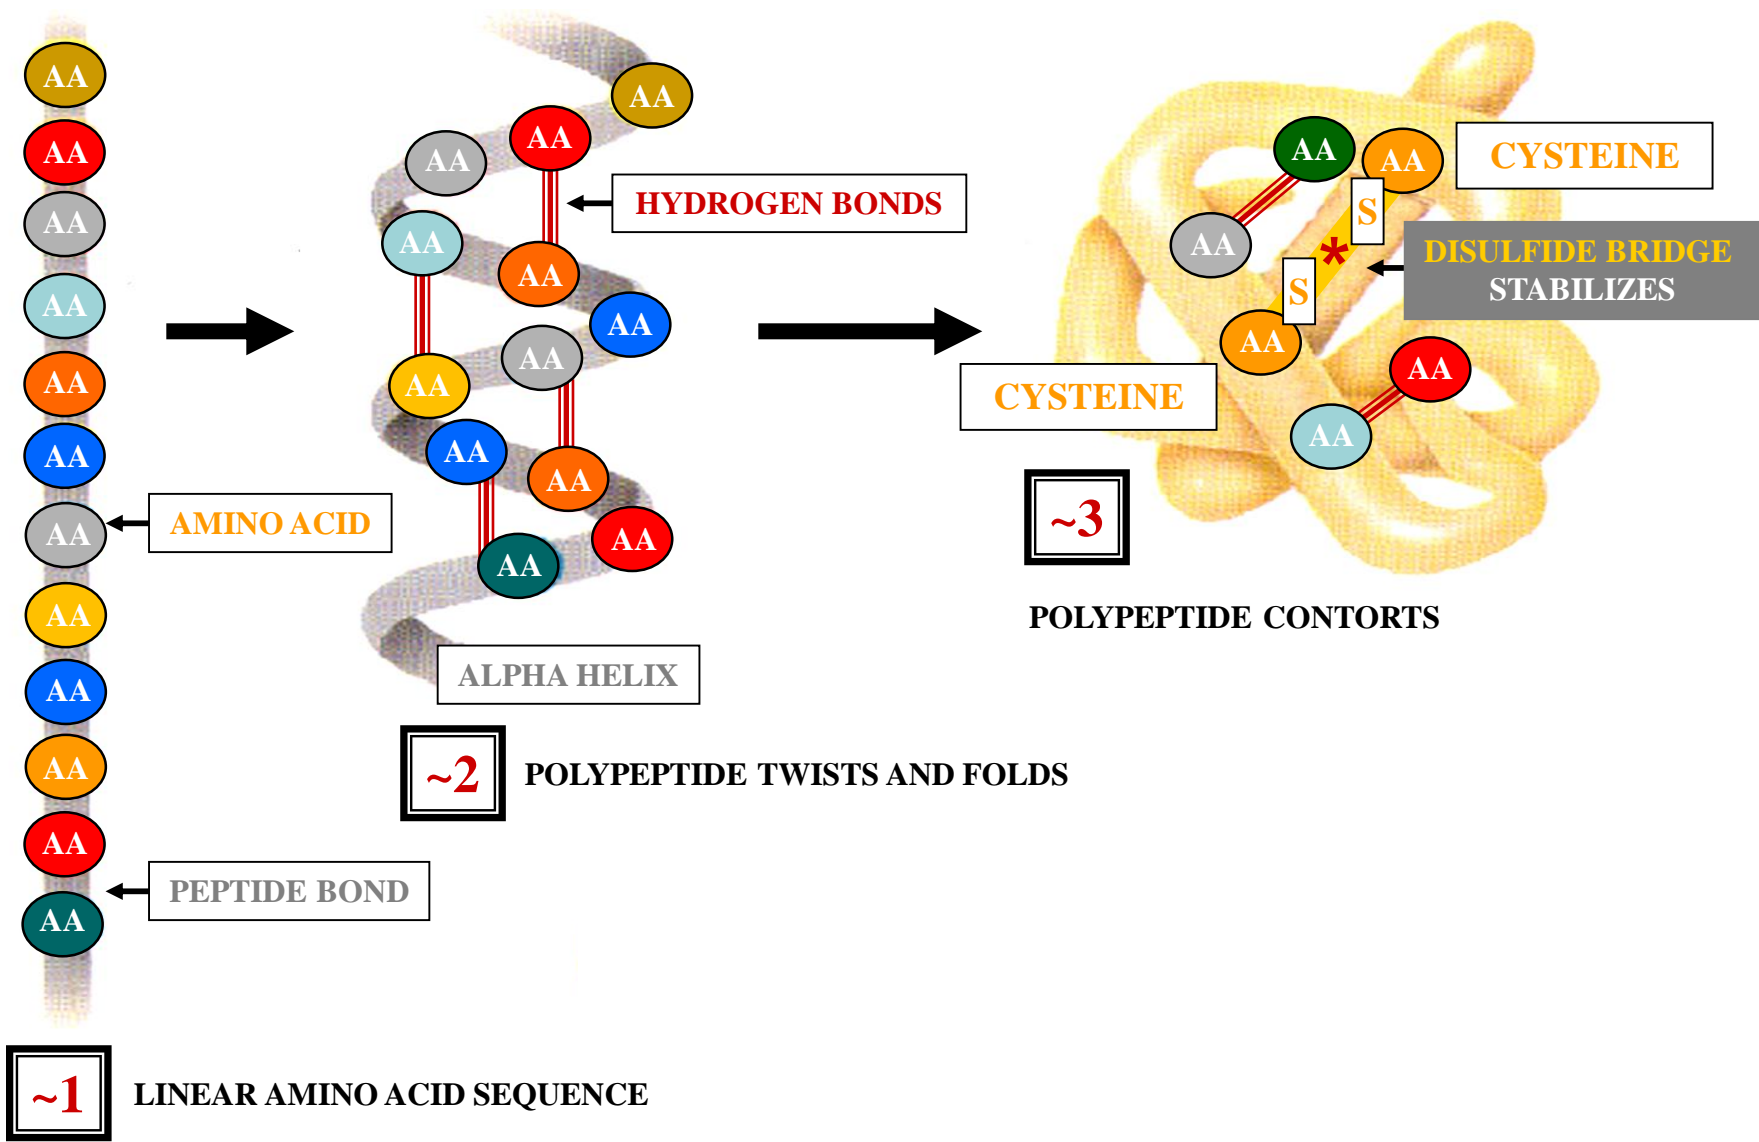 AA
AA
AA
AA
AA
AA
AA
AA
AA
AA
AA
AA
AMINO ACID
PEPTIDE BOND
~1
LINEAR AMINO ACID SEQUENCE
AA
AA
AA
AA
AA
AA
AA
AA
AA
AA
AA
AA
HYDROGEN BONDS
ALPHA HELIX
~2
POLYPEPTIDE TWISTS AND FOLDS
AA
AA
CYSTEINE
S
AA
*
DISULFIDE BRIDGE
STABILIZES
S
AA
CYSTEINE
AA
AA
~3
POLYPEPTIDE CONTORTS